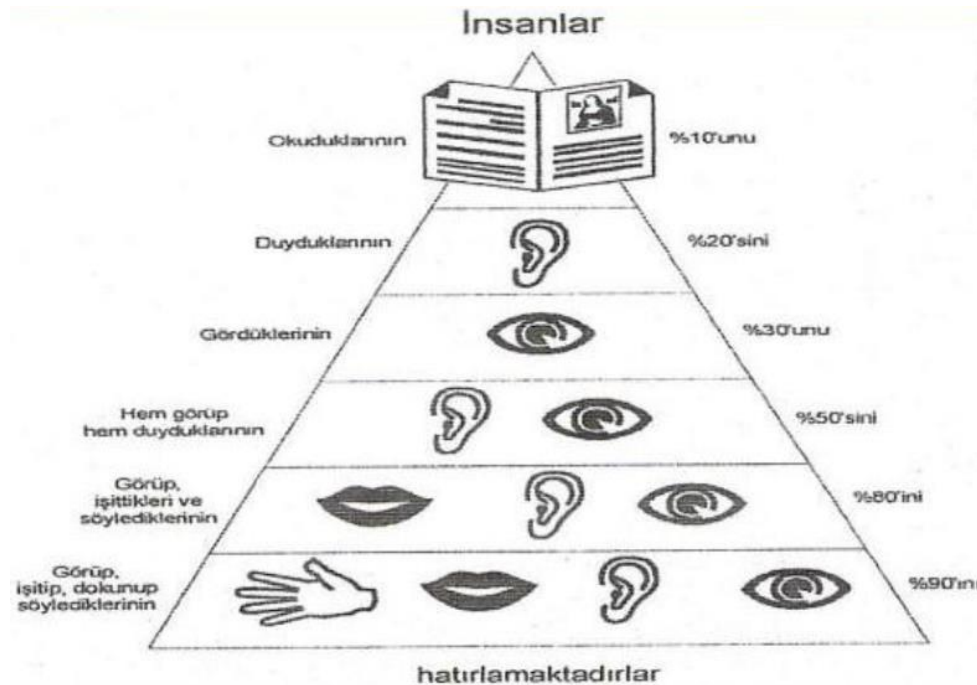 İnsanlar
Okuduklarının %10'unu
Duyduklarının %20'sini
Gördüklerinin %30'unu
Hem görüp
hem duyduklarının %50'sini
Görüp,
işittikleri ve
söylediklerinin %80'ini
Görüp,
işitip, dokunup
söylediklerinin %90'ını
hatırlamaktadırlar